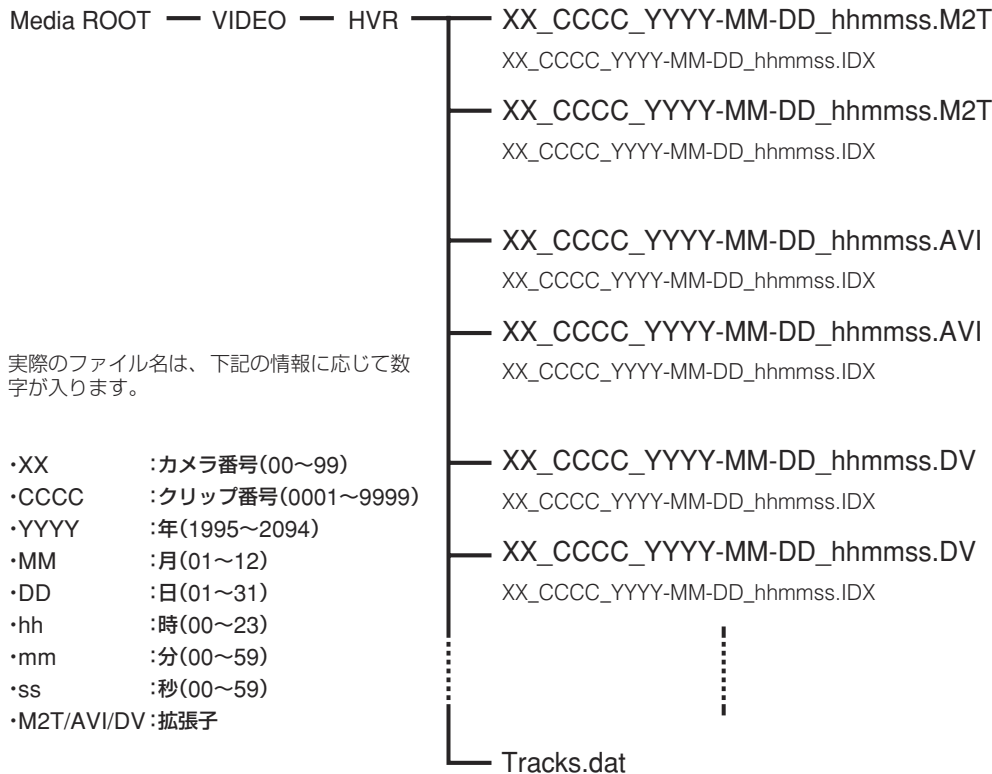 Media ROOT VIDEO HVR
XX_CCCC_YYYY-MM-DD_hhmmss.M2T
XX_CCCC_YYYY-MM-DD_hhmmss.IDX
XX_CCCC_YYYY-MM-DD_hhmmss.M2T
XX_CCCC_YYYY-MM-DD_hhmmss.IDX
XX_CCCC_YYYY-MM-DD_hhmmss.AVI
XX_CCCC_YYYY-MM-DD_hhmmss.IDX
XX_CCCC_YYYY-MM-DD_hhmmss.AVI
XX_CCCC_YYYY-MM-DD_hhmmss.IDX
XX_CCCC_YYYY-MM-DD_hhmmss.DV
XX_CCCC_YYYY-MM-DD_hhmmss.IDX
XX_CCCC_YYYY-MM-DD_hhmmss.DV
XX_CCCC_YYYY-MM-DD_hhmmss.IDX
Tracks.dat
実際のファイル名は、下記の情報に応じて数
字が入ります。
・XX :カメラ番号(00〜99)
・CCCC :クリップ番号(0001〜9999)
・YYYY :年(1995〜2094)
・MM :月(01〜12)
・DD :日(01〜31)
・hh :時(00〜23)
・mm :分(00〜59)
・ss :秒(00〜59)
・M2T/AVI/DV:拡張子